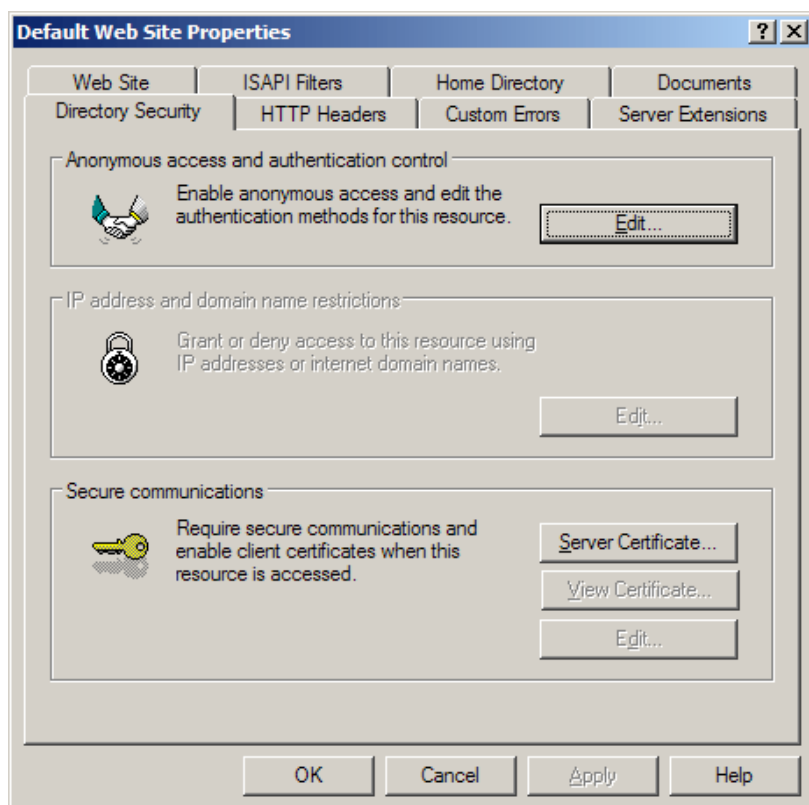 Default Web Site Properties
Web Site ISAPI Filters Home Directory Documents
Directory Security HTTP Headers Custom Errors Server Extensions
Anonymous access and authentication control
Enable anonymous access and edit the
authentication methods for this resource.
Edit...
IP address and domain name restrictions
Grant or deny access to this resource using
IP addresses or internet domain names.
Edit...
Secure communications
Require secure communications and
enable client certificates when this
resource is accessed.
Server Certificate...
View Certificate...
Edit...
OK Cancel Apply Help